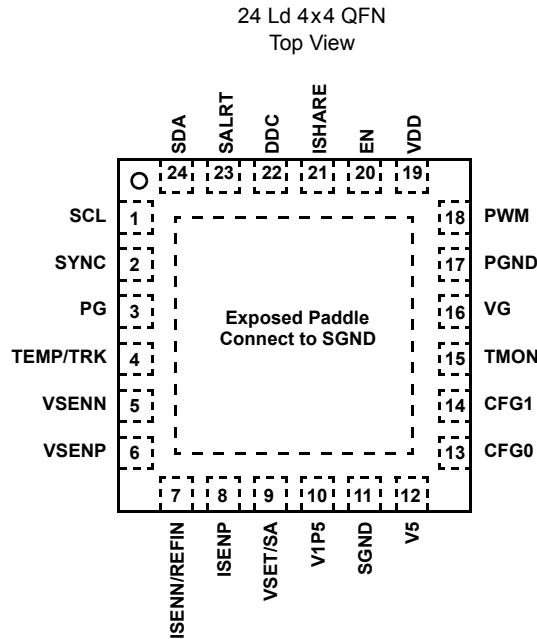 24 Ld 4x4 QFN
Top View
SDA
SALRT
DDC
ISHARE
EN
VDD
24 23 22 21 20 19
SCL 1
SYNC 2
PG 3
TEMP/TRK 4
VSENN 5
VSENP 6
Exposed Paddle
Connect to SGND
18 PWM
17 PGND
16 VG
15 TMON
14 CFG1
13 CFG0
7 8 9 10 11 12
ISENN/REFIN
ISENP
VSET/SA
V1P5
SGND
V5